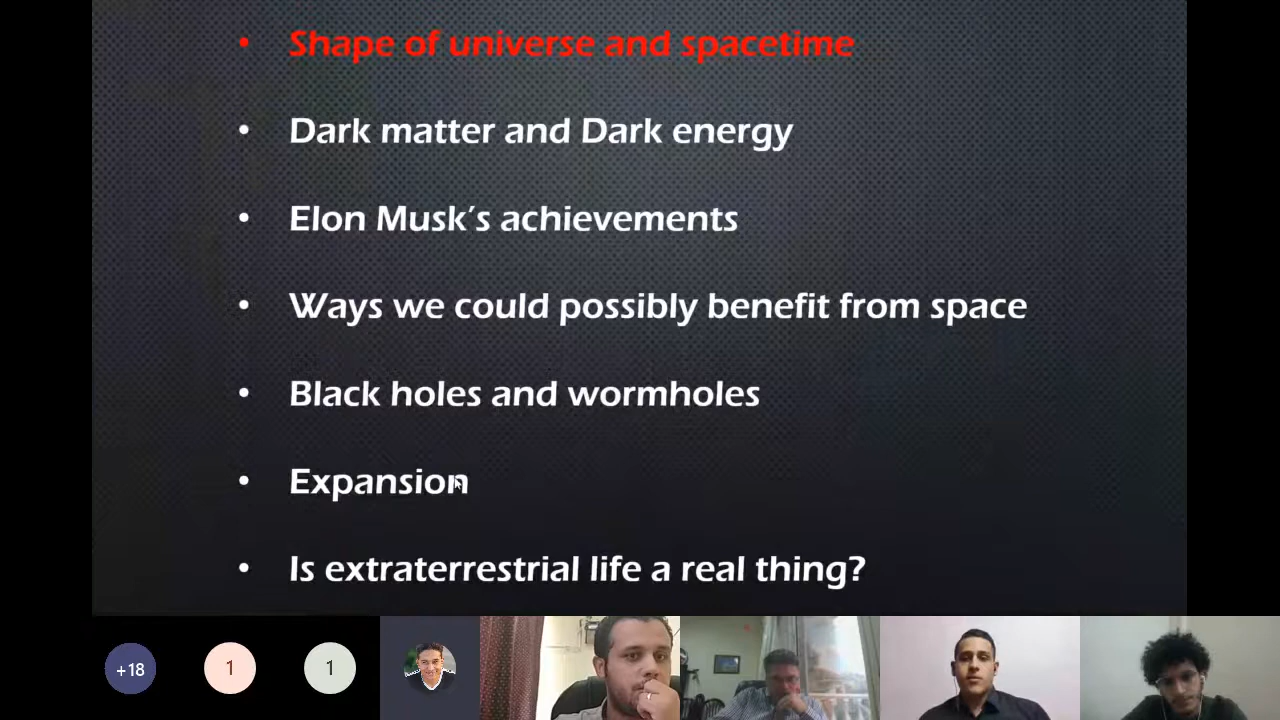 • Shape of universe and spacetime
• Dark matter and Dark energy
• Elon Musk's achievements
• Ways we could possibly benefit from space
• Black holes and wormholes
• Expansion
• Is extraterrestrial life a real thing?
+18 1 1